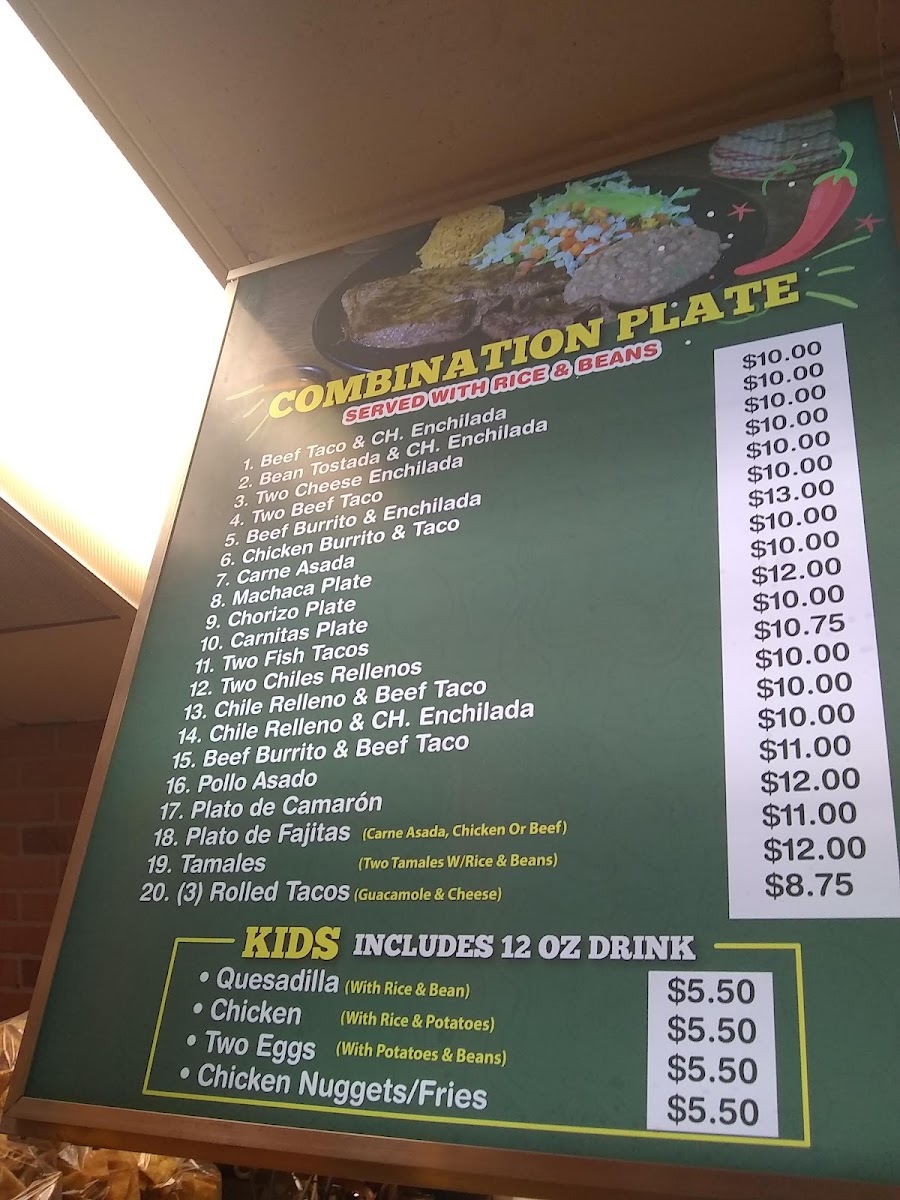 COMBINATION PLATE
SERVED WITH RICE & BEANS
1. Beef Taco & CH. Enchilada $10.00
2. Bean Tostada & CH. Enchilada $10.00
3. Two Cheese Enchilada $10.00
4. Two Beef Taco $10.00
5. Beef Burrito & Enchilada $10.00
6. Chicken Burrito & Taco $10.00
7. Carne Asada $13.00
8. Machaca Plate $10.00
9. Chorizo Plate $10.00
10. Carnitas Plate $12.00
11. Two Fish Tacos $10.00
12. Two Chiles Rellenos $10.75
13. Chile Relleno & Beef Taco $10.00
14. Chile Relleno & CH. Enchilada $10.00
15. Beef Burrito & Beef Taco $10.00
16. Pollo Asado $11.00
17. Plato de Camarón $12.00
18. Plato de Fajitas (Carne Asada, Chicken Or Beef) $11.00
19. Tamales (Two Tamales W/Rice & Beans) $12.00
20. (3) Rolled Tacos (Guacamole & Cheese) $8.75
KIDS INCLUDES 12 OZ DRINK
• Quesadilla (With Rice & Bean) $5.50
• Chicken (With Rice & Potatoes) $5.50
• Two Eggs (With Potatoes & Beans) $5.50
• Chicken Nuggets/Fries $5.50